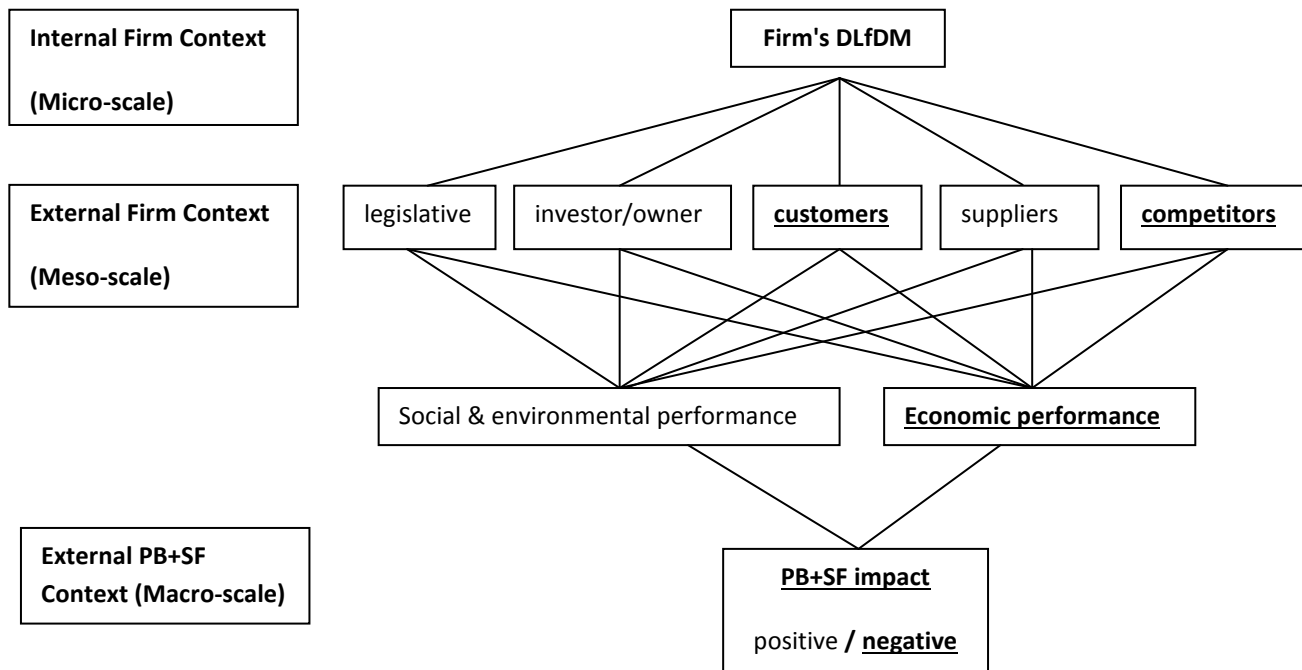 Internal Firm Context
(Micro-scale)
Firm's DLfDM
External Firm Context
(Meso-scale)
legislative
investor/owner
customers
suppliers
competitors
Social & environmental performance
Economic performance
External PB+SF
Context (Macro-scale)
PB+SF impact
positive / negative